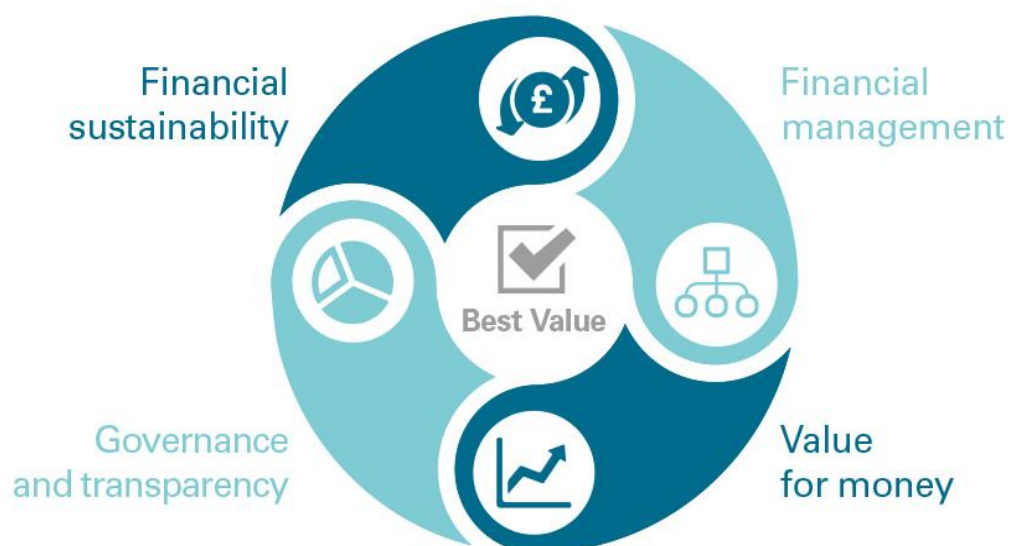 Financial
sustainability
Financial
management
£
Best Value
Governance
and transparency
Value
for money